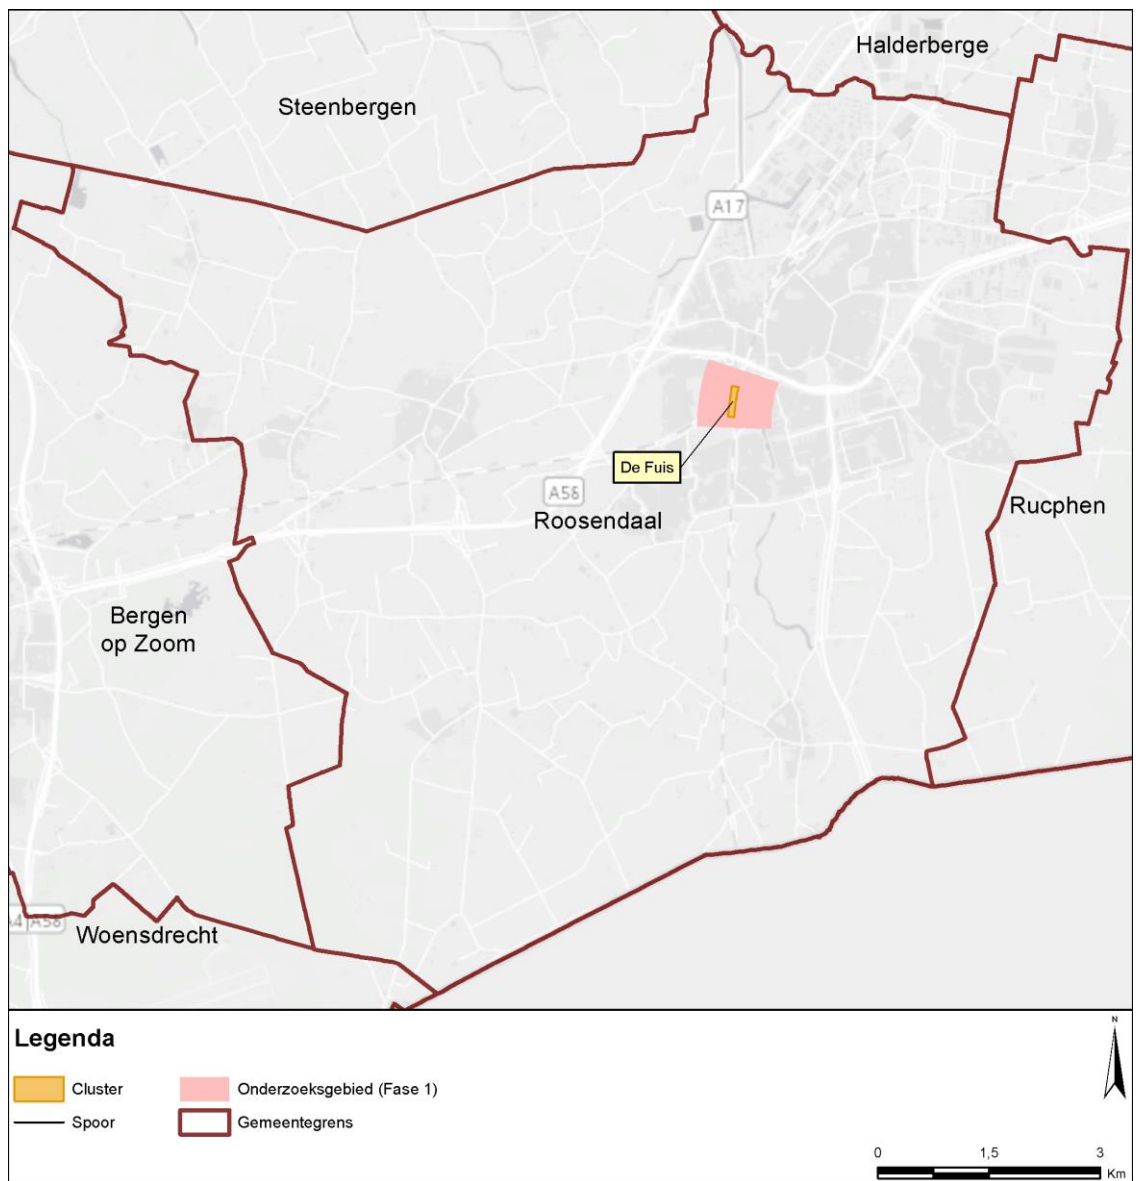 Halderberge
Steenbergen
A17
De Fuis
A58
Roosendaal
Rucphen
Bergen
op Zoom
A4 A58
Woensdrecht
Legenda
N
Cluster
Onderzoeksgebied (Fase 1)
Spoor
Gemeentegrens
0 1,5 3
Km